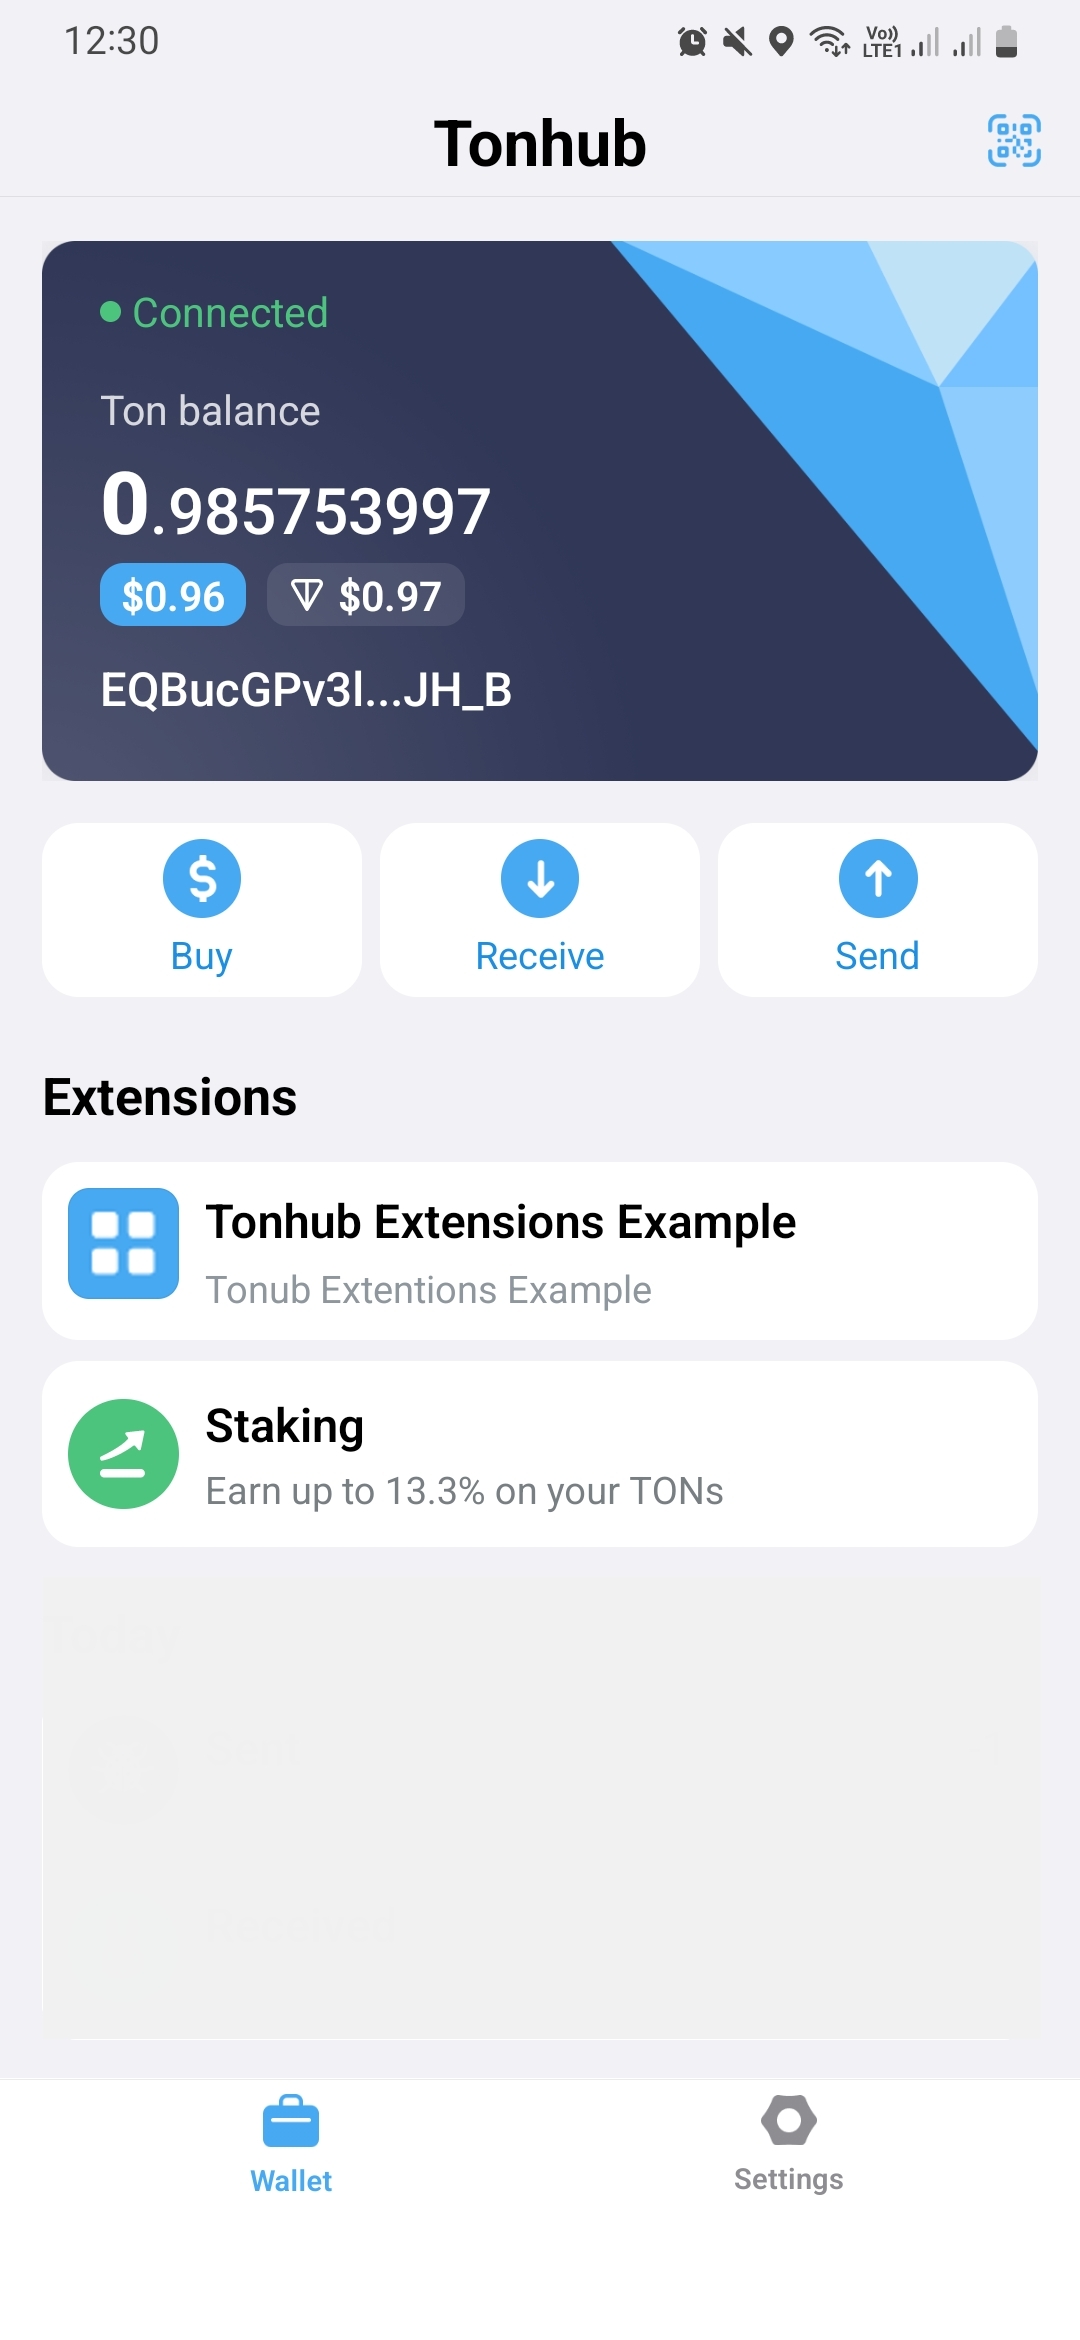 12:30
Vo))
LTE1
Tonhub
Connected
Ton balance
0.985753997
$0.96 $0.97
EQBucGPv3l...JH_B
Buy Receive Send
Extensions
Tonhub Extensions Example
Tonub Extentions Example
Staking
Earn up to 13.3% on your TONs
Wallet Settings